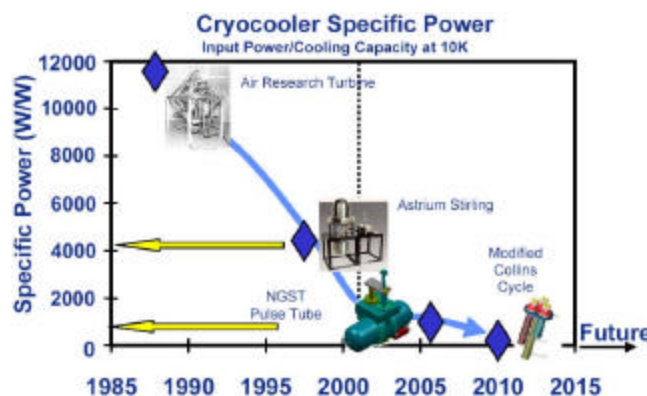 Cryocooler Specific Power
Input Power/Cooling Capacity at 10K
Specific Power (W/W)
12000
10000
8000
6000
4000
2000
0
Air Research Turbine
Astrium Stirling
NGST
Pulse Tube
Modified
Collins
Cycle
Future
1985 1990 1995 2000 2005 2010 2015